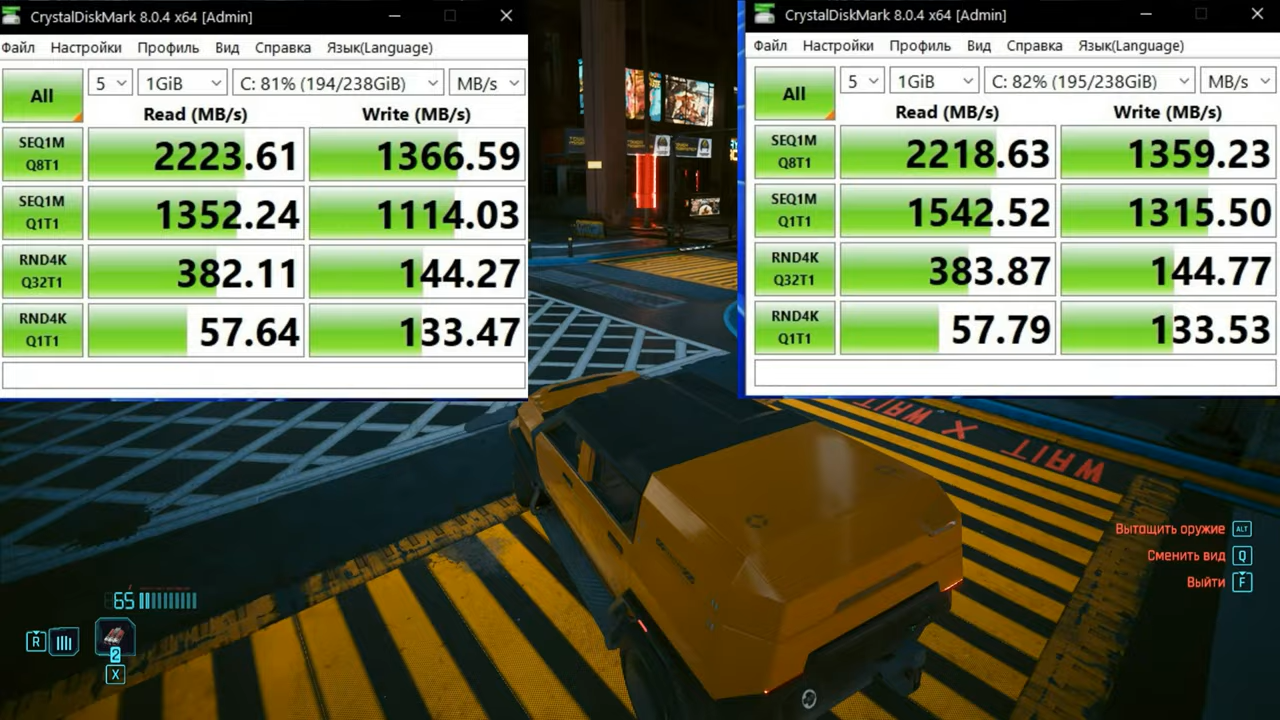 CrystalDiskMark 8.0.4 x64 [Admin]
Файл Настройки Профиль Вид Справка Язык(Language)
All 5 1GiB C: 81% (194/238GiB) MB/s
Read (MB/s) Write (MB/s)
SEQ1M
Q8T1
2223.61 1366.59
SEQ1M
Q1T1
1352.24 1114.03
RND4K
Q32T1
382.11 144.27
RND4K
Q1T1
57.64 133.47
CrystalDiskMark 8.0.4 x64 [Admin]
Файл Настройки Профиль Вид Справка Язык(Language)
All 5 1GiB C: 82% (195/238GiB) MB/s
Read (MB/s) Write (MB/s)
SEQ1M
Q8T1
2218.63 1359.23
SEQ1M
Q1T1
1542.52 1315.50
RND4K
Q32T1
383.87 144.77
RND4K
Q1T1
57.79 133.53
WAIT X WAIT
Вытощить оружие ALT
Сменить вид Q
Выйти F
65
R
2
X